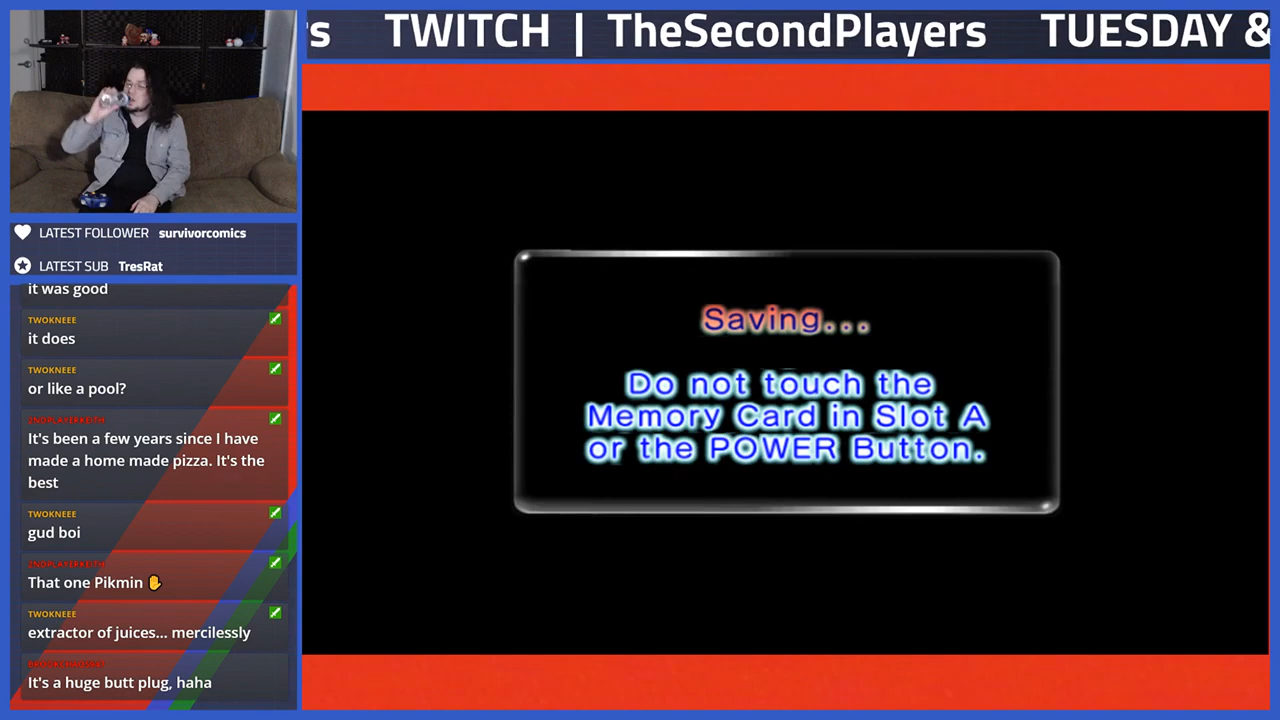 s TWITCH | TheSecondPlayers TUESDAY &
LATEST FOLLOWER survivorcomics
LATEST SUB TresRat
it was good
TWOKNEEE
it does
TWOKNEEE
or like a pool?
2NDPLAYERKEITH
It's been a few years since I have
made a home made pizza. It's the
best
TWOKNEEE
gud boi
2NDPLAYERKEITH
That one Pikmin ✋
TWOKNEEE
extractor of juices... mercilessly
It's a huge butt plug, haha
Saving...
Do not touch the
Memory Card in Slot A
or the POWER Button.